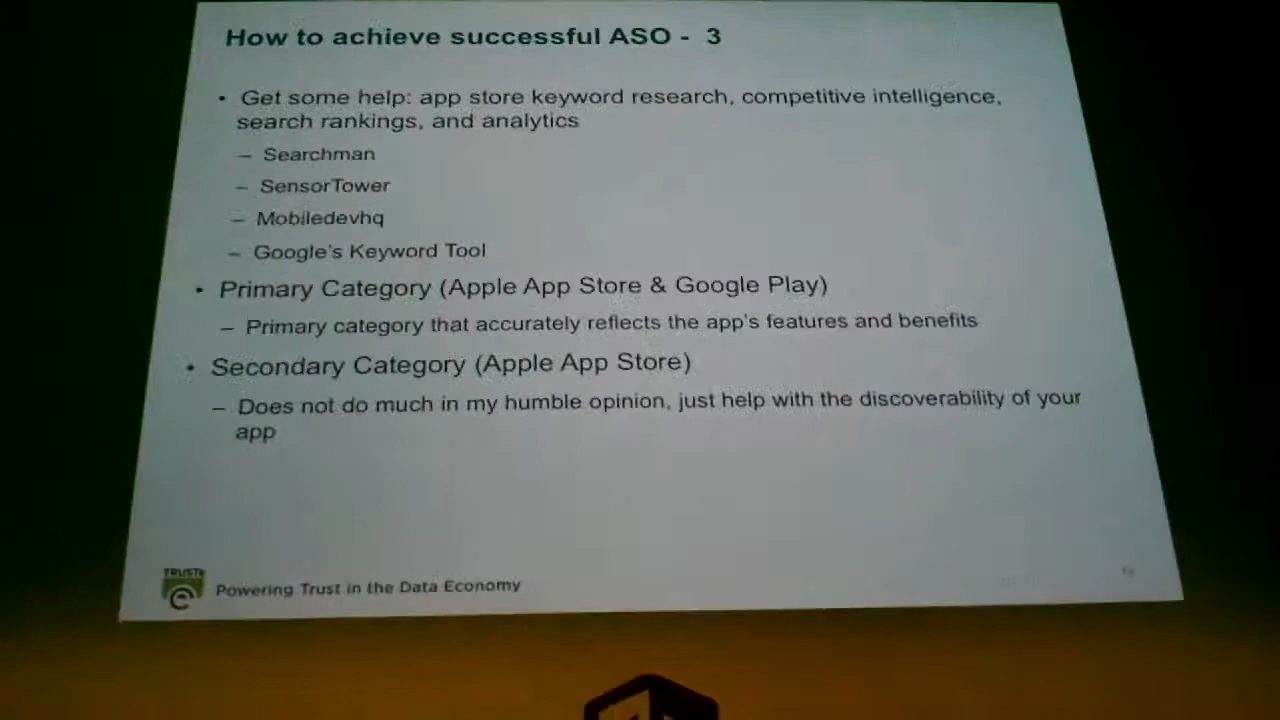 How to achieve successful ASO - 3
• Get some help: app store keyword research, competitive intelligence,
search rankings, and analytics
– Searchman
– SensorTower
– Mobiledevhq
– Google's Keyword Tool
• Primary Category (Apple App Store & Google Play)
– Primary category that accurately reflects the app's features and benefits
• Secondary Category (Apple App Store)
– Does not do much in my humble opinion, just help with the discoverability of your
app
TRUSTe
Powering Trust in the Data Economy